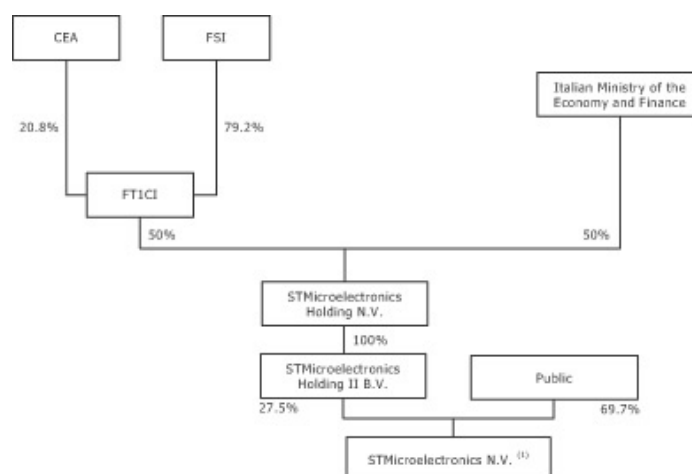 CEA
FSI
Italian Ministry of the
Economy and Finance
20.8%
79.2%
FT1CI
50%
50%
STMicroelectronics
Holding N.V.
100%
STMicroelectronics
Holding II B.V.
Public
27.5%
69.7%
STMicroelectronics N.V. (1)